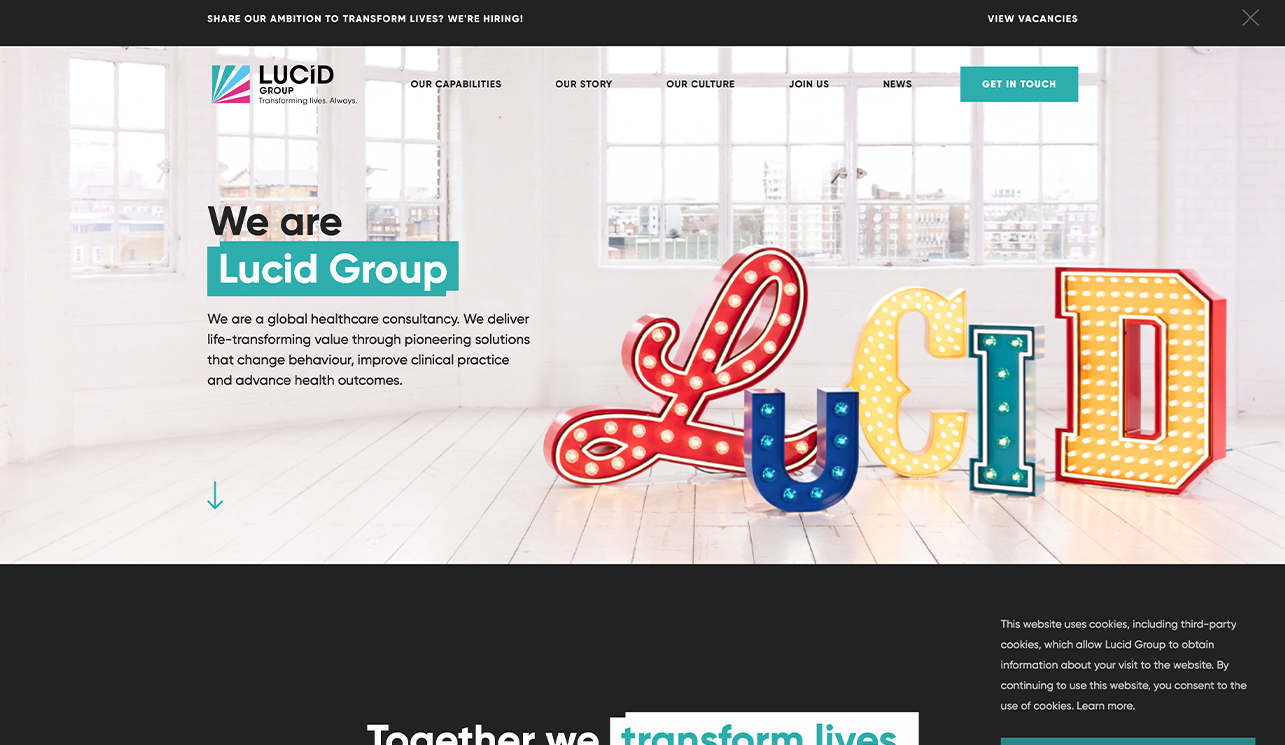 SHARE OUR AMBITION TO TRANSFORM LIVES? WE'RE HIRING!
VIEW VACANCIES
LUCiD
GROUP
Transforming lives. Always.
OUR CAPABILITIES
OUR STORY
OUR CULTURE
JOIN US
NEWS
GET IN TOUCH
We are
Lucid Group
We are a global healthcare consultancy. We deliver
life-transforming value through pioneering solutions
that change behaviour, improve clinical practice
and advance health outcomes.
LuCID
This website uses cookies, including third-party
cookies, which allow Lucid Group to obtain
information about your visit to the website. By
continuing to use this website, you consent to the
use of cookies. Learn more.
Together we transform lives